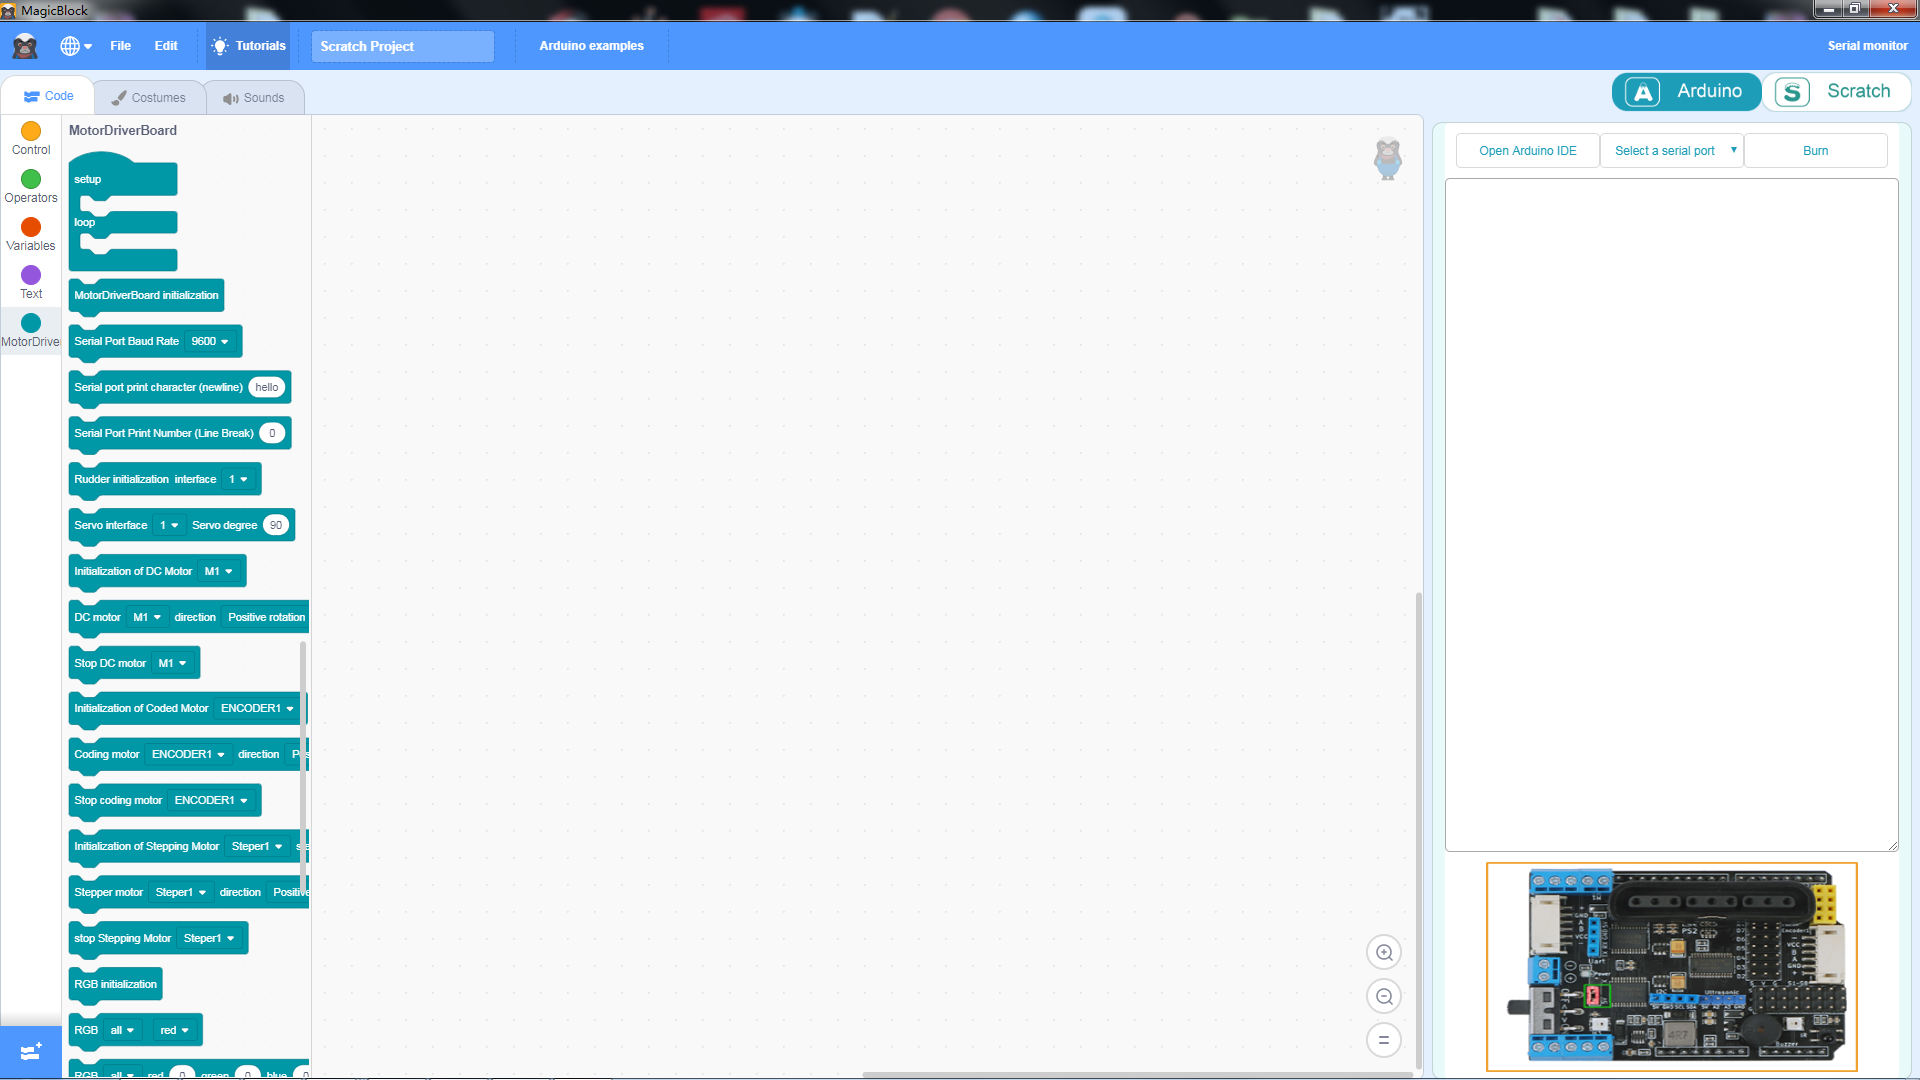 MagicBlock
File Edit Tutorials Scratch Project Arduino examples Serial monitor
Code Costumes Sounds
Arduino Scratch
Control
Operators
Variables
Text
MotorDrive
MotorDriverBoard
setup
loop
MotorDriverBoard initialization
Serial Port Baud Rate 9600
Serial port print character (newline) hello
Serial Port Print Number (Line Break) 0
Rudder initialization interface 1
Servo interface 1 Servo degree 90
Initialization of DC Motor M1
DC motor M1 direction Positive rotation
Stop DC motor M1
Initialization of Coded Motor ENCODER1
Coding motor ENCODER1 direction
Stop coding motor ENCODER1
Initialization of Stepping Motor Steper1
Stepper motor Steper1 direction Positive
stop Stepping Motor Steper1
RGB initialization
RGB all red
RGB all red 0 green 0 blue 0
Open Arduino IDE Select a serial port Burn
PS2
Uart
Power
Ultrasonic
4R7
Buzzer